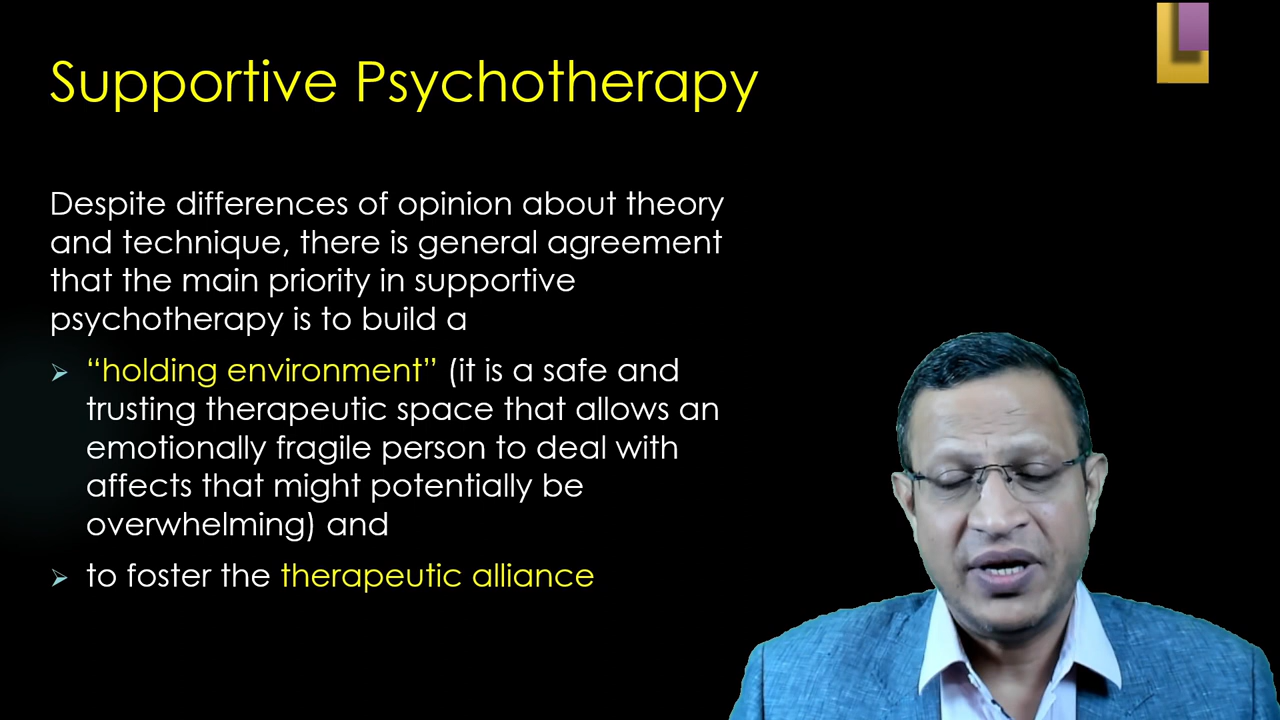 Supportive Psychotherapy
Despite differences of opinion about theory
and technique, there is general agreement
that the main priority in supportive
psychotherapy is to build a
“holding environment” (it is a safe and
trusting therapeutic space that allows an
emotionally fragile person to deal with
affects that might potentially be
overwhelming) and
to foster the therapeutic alliance